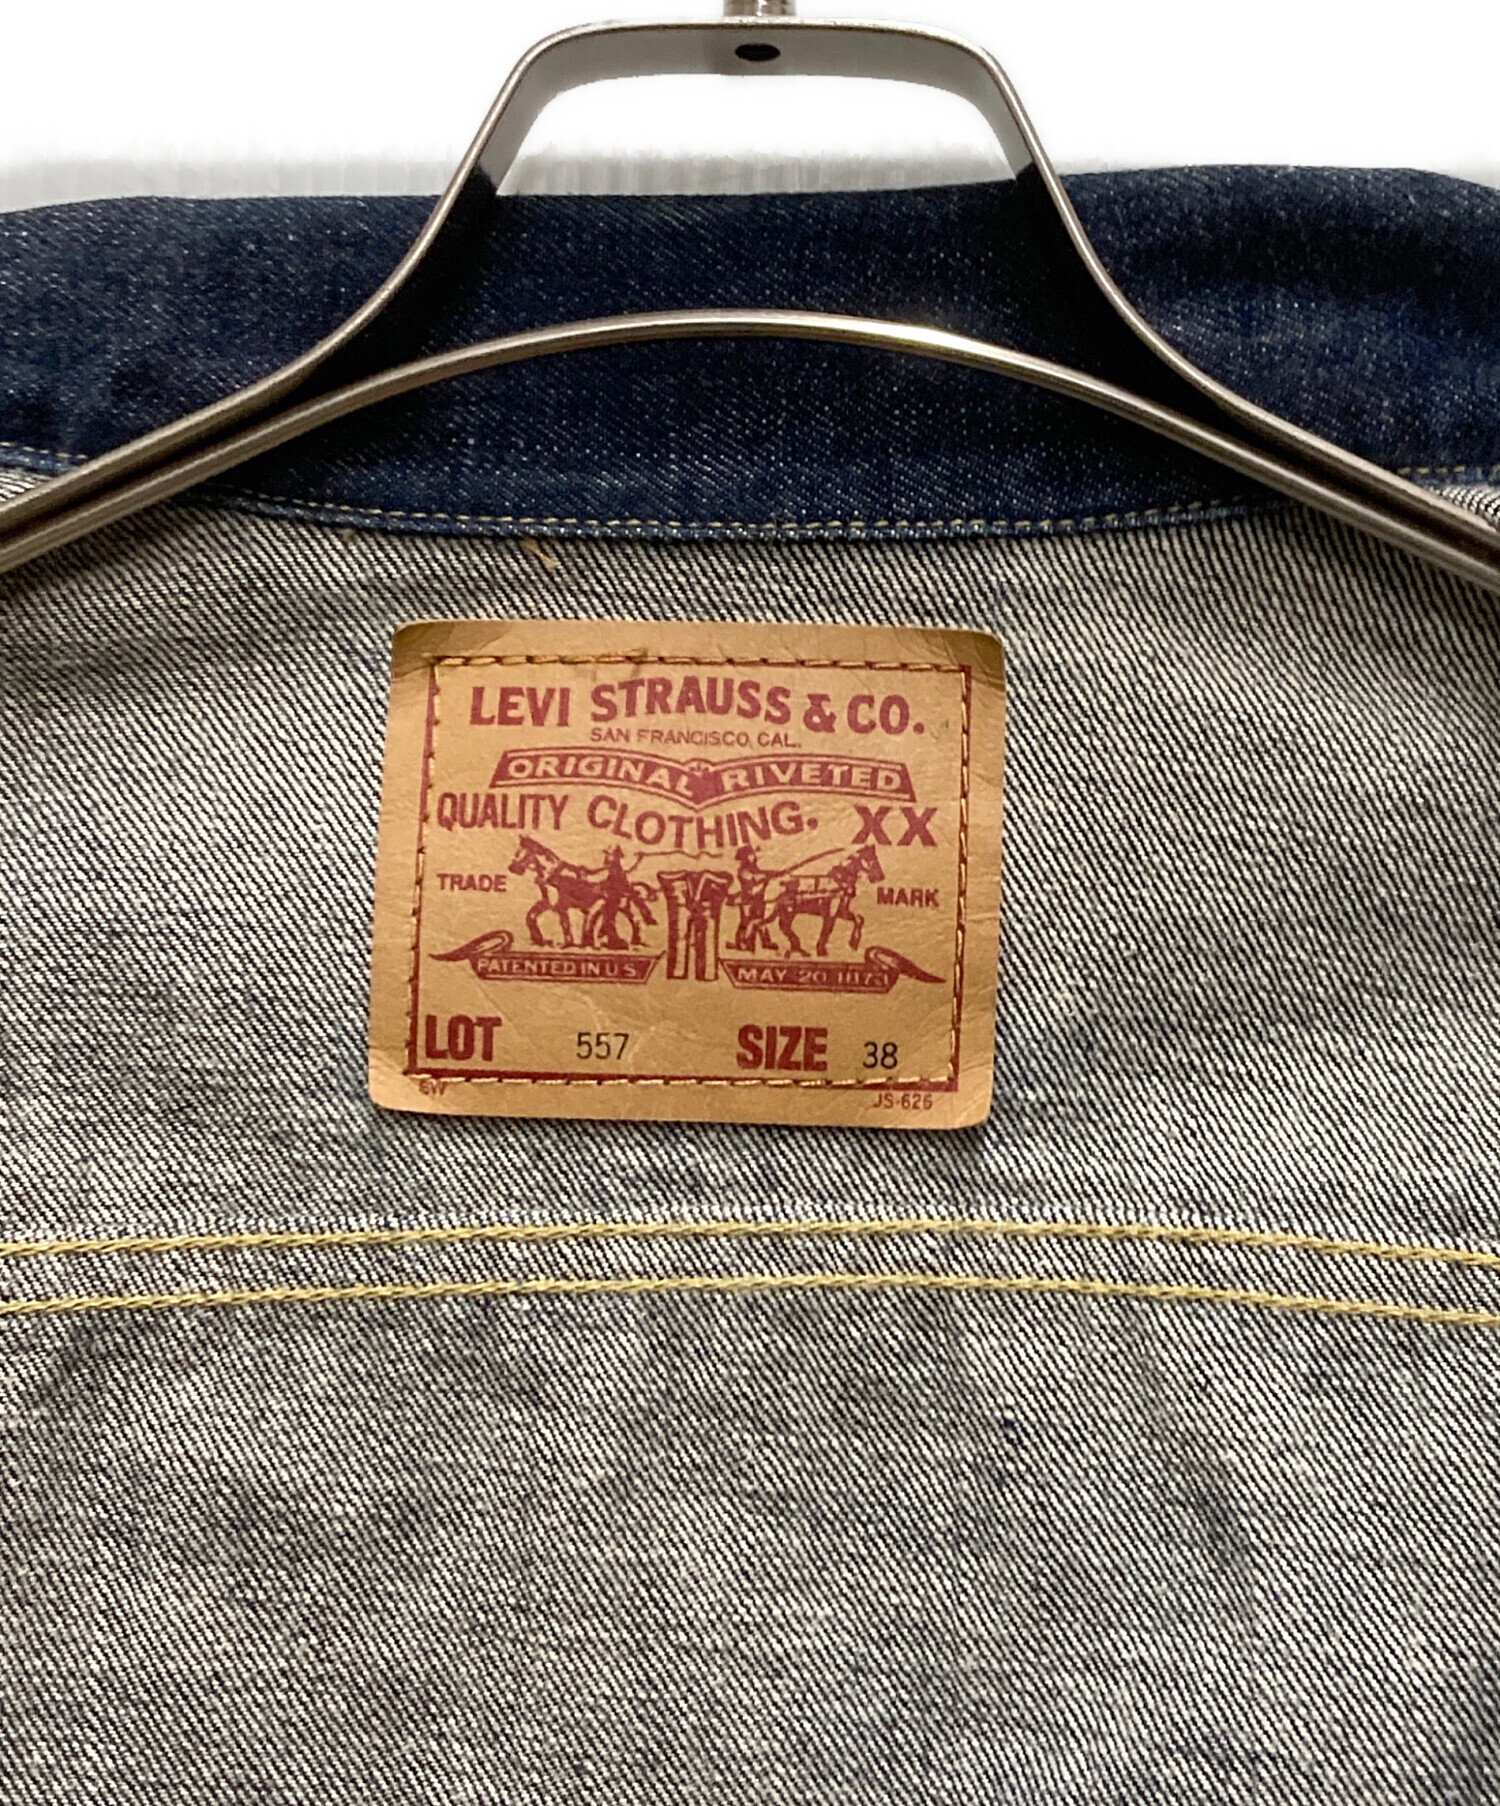 LEVI STRAUSS & CO.
SAN FRANCISCO, CAL.
ORIGINAL RIVETED
QUALITY CLOTHING. XX
TRADE MARK
PATENTED IN U.S. MAY 20 1873
LOT 557 SIZE 38
6W JS-626